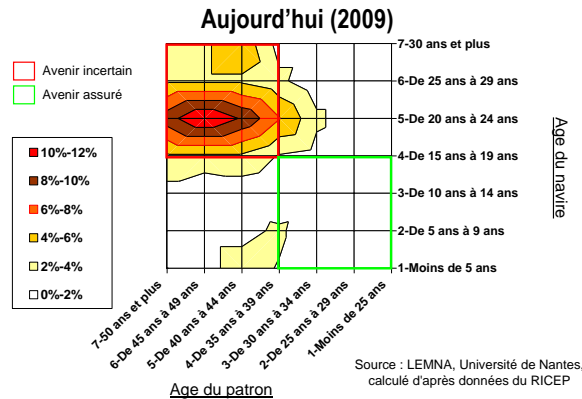 Aujourd'hui (2009)
Avenir incertain
Avenir assuré
10%-12%
8%-10%
6%-8%
4%-6%
2%-4%
0%-2%
7-30 ans et plus
6-De 25 ans à 29 ans
5-De 20 ans à 24 ans
4-De 15 ans à 19 ans
3-De 10 ans à 14 ans
2-De 5 ans à 9 ans
1-Moins de 5 ans
Age du navire
7-50 ans et plus
6-De 45 ans à 49 ans
5-De 40 ans à 44 ans
4-De 35 ans à 39 ans
3-De 30 ans à 34 ans
2-De 25 ans à 29 ans
1-Moins de 25 ans
Age du patron
Source : LEMNA, Université de Nantes,
calculé d'après données du RICEP